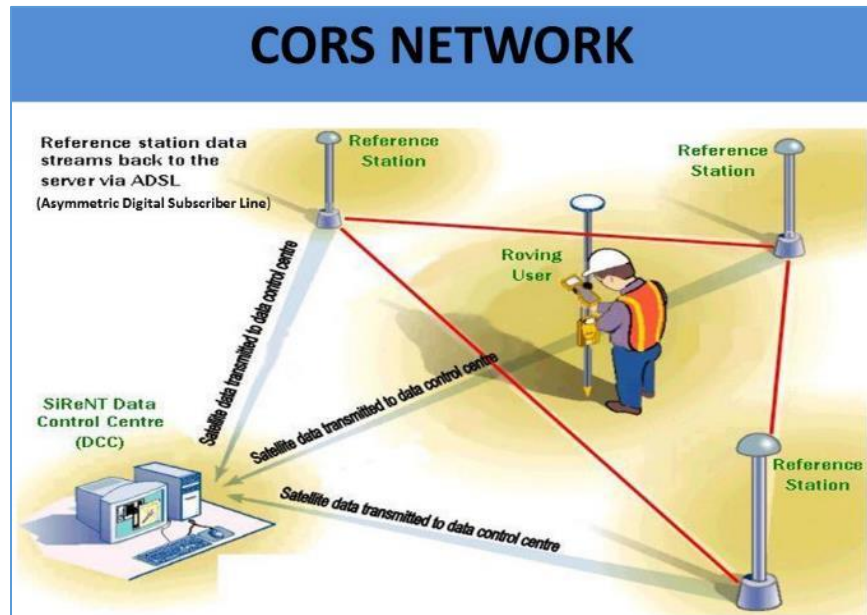 CORS NETWORK
Reference station data
streams back to the
server via ADSL
(Asymmetric Digital Subscriber Line)
Reference
Station
Reference
Station
Roving
User
Satellite data transmitted to data control centre
Satellite data transmitted to data control centre
SiReNT Data
Control Centre
(DCC)
Satellite data transmitted to data control centre
Reference
Station